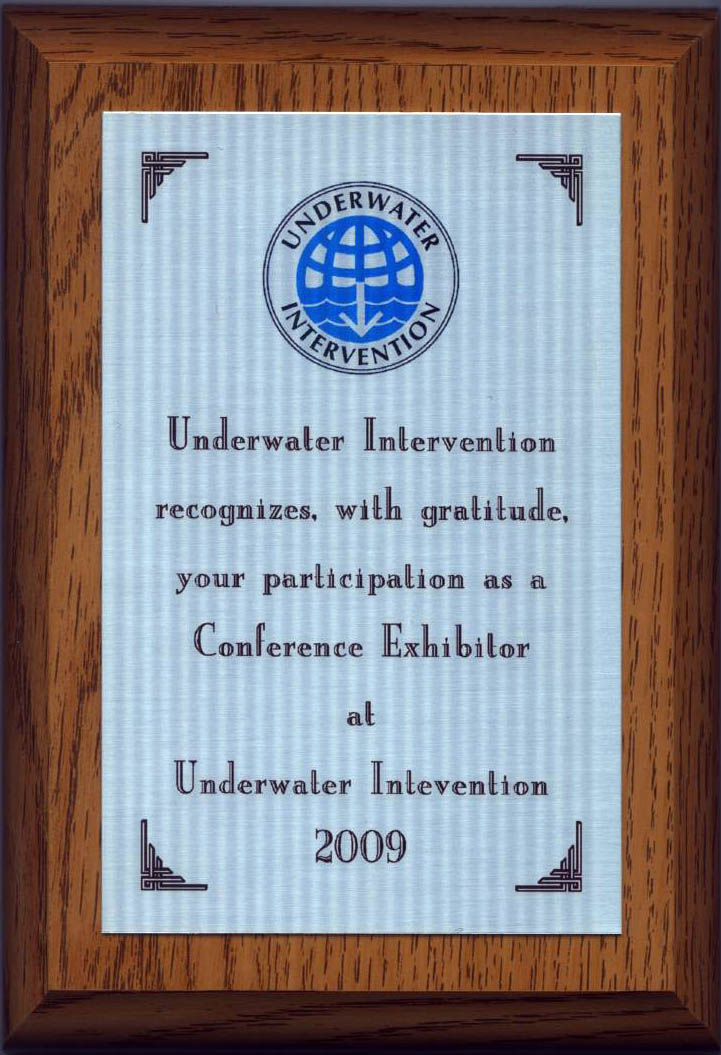 UNDERWATER
INTERVENTION
Underwater Intervention
recognizes, with gratitude,
your participation as a
Conference Exhibitor
at
Underwater Intevention
2009